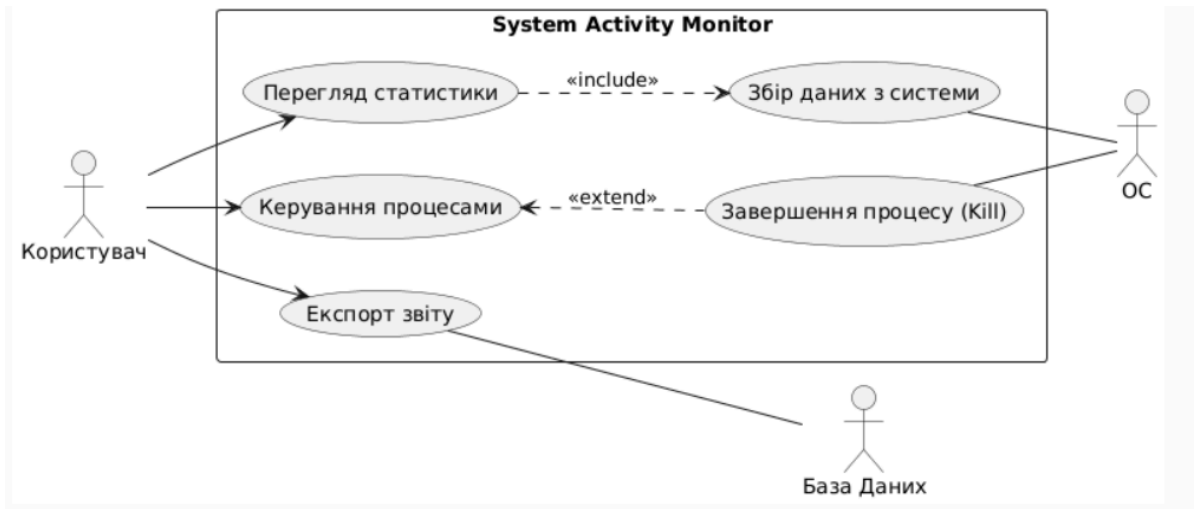 System Activity Monitor
Перегляд статистики
«include»
Збір даних з системи
Керування процесами
«extend»
Завершення процесу (Kill)
ОС
Користувач
Експорт звіту
База Даних